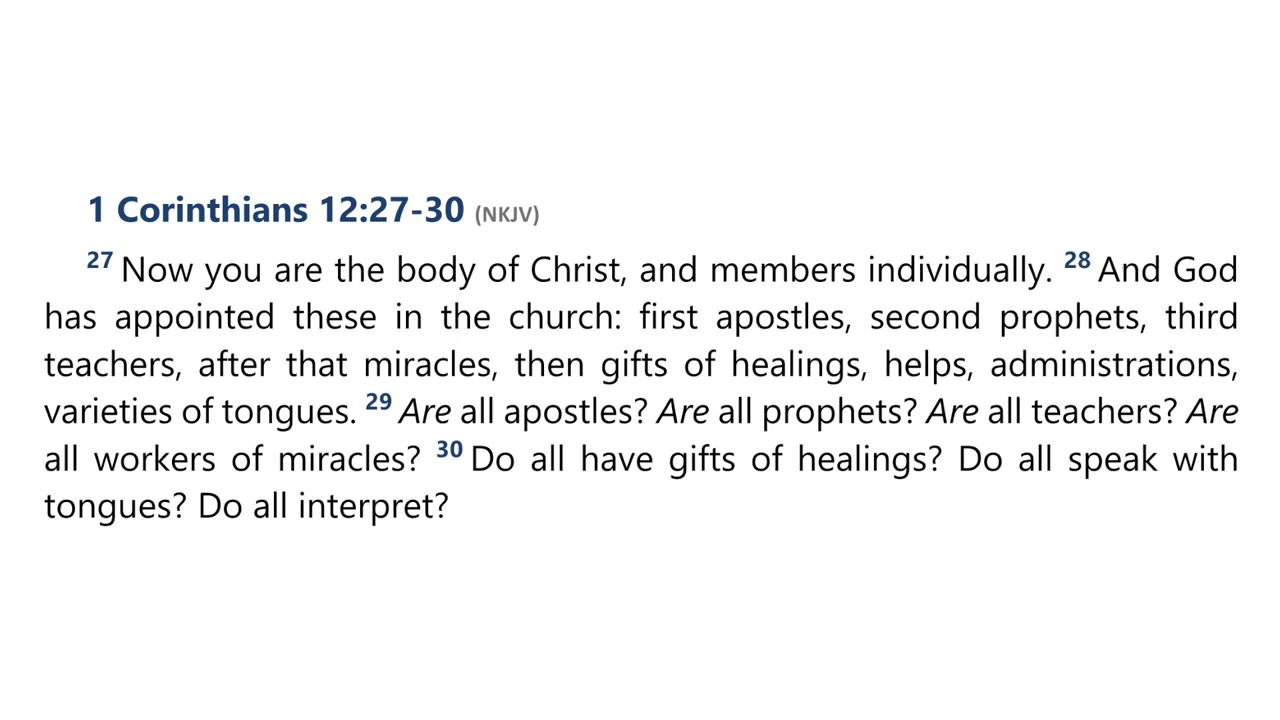 1 Corinthians 12:27-30 (NKJV)
27 Now you are the body of Christ, and members individually. 28 And God
has appointed these in the church: first apostles, second prophets, third
teachers, after that miracles, then gifts of healings, helps, administrations,
varieties of tongues. 29 Are all apostles? Are all prophets? Are all teachers? Are
all workers of miracles? 30 Do all have gifts of healings? Do all speak with
tongues? Do all interpret?